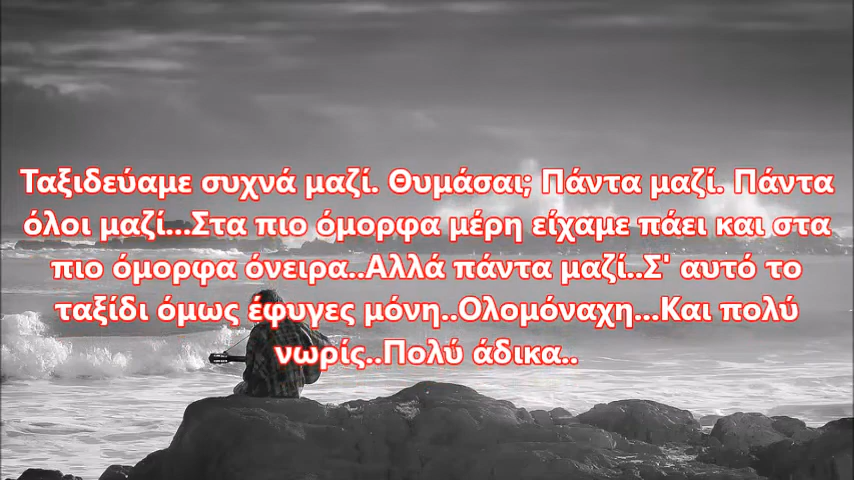 Ταξιδεύαμε συχνά μαζί. Θυμάσαι; Πάντα μαζί. Πάντα
όλοι μαζί...Στα πιο όμορφα μέρη είχαμε πάει και στα
πιο όμορφα όνειρα..Αλλά πάντα μαζί..Σ' αυτό το
ταξίδι όμως έφυγες μόνη..Ολομόναχη...Και πολύ
νωρίς..Πολύ άδικα..